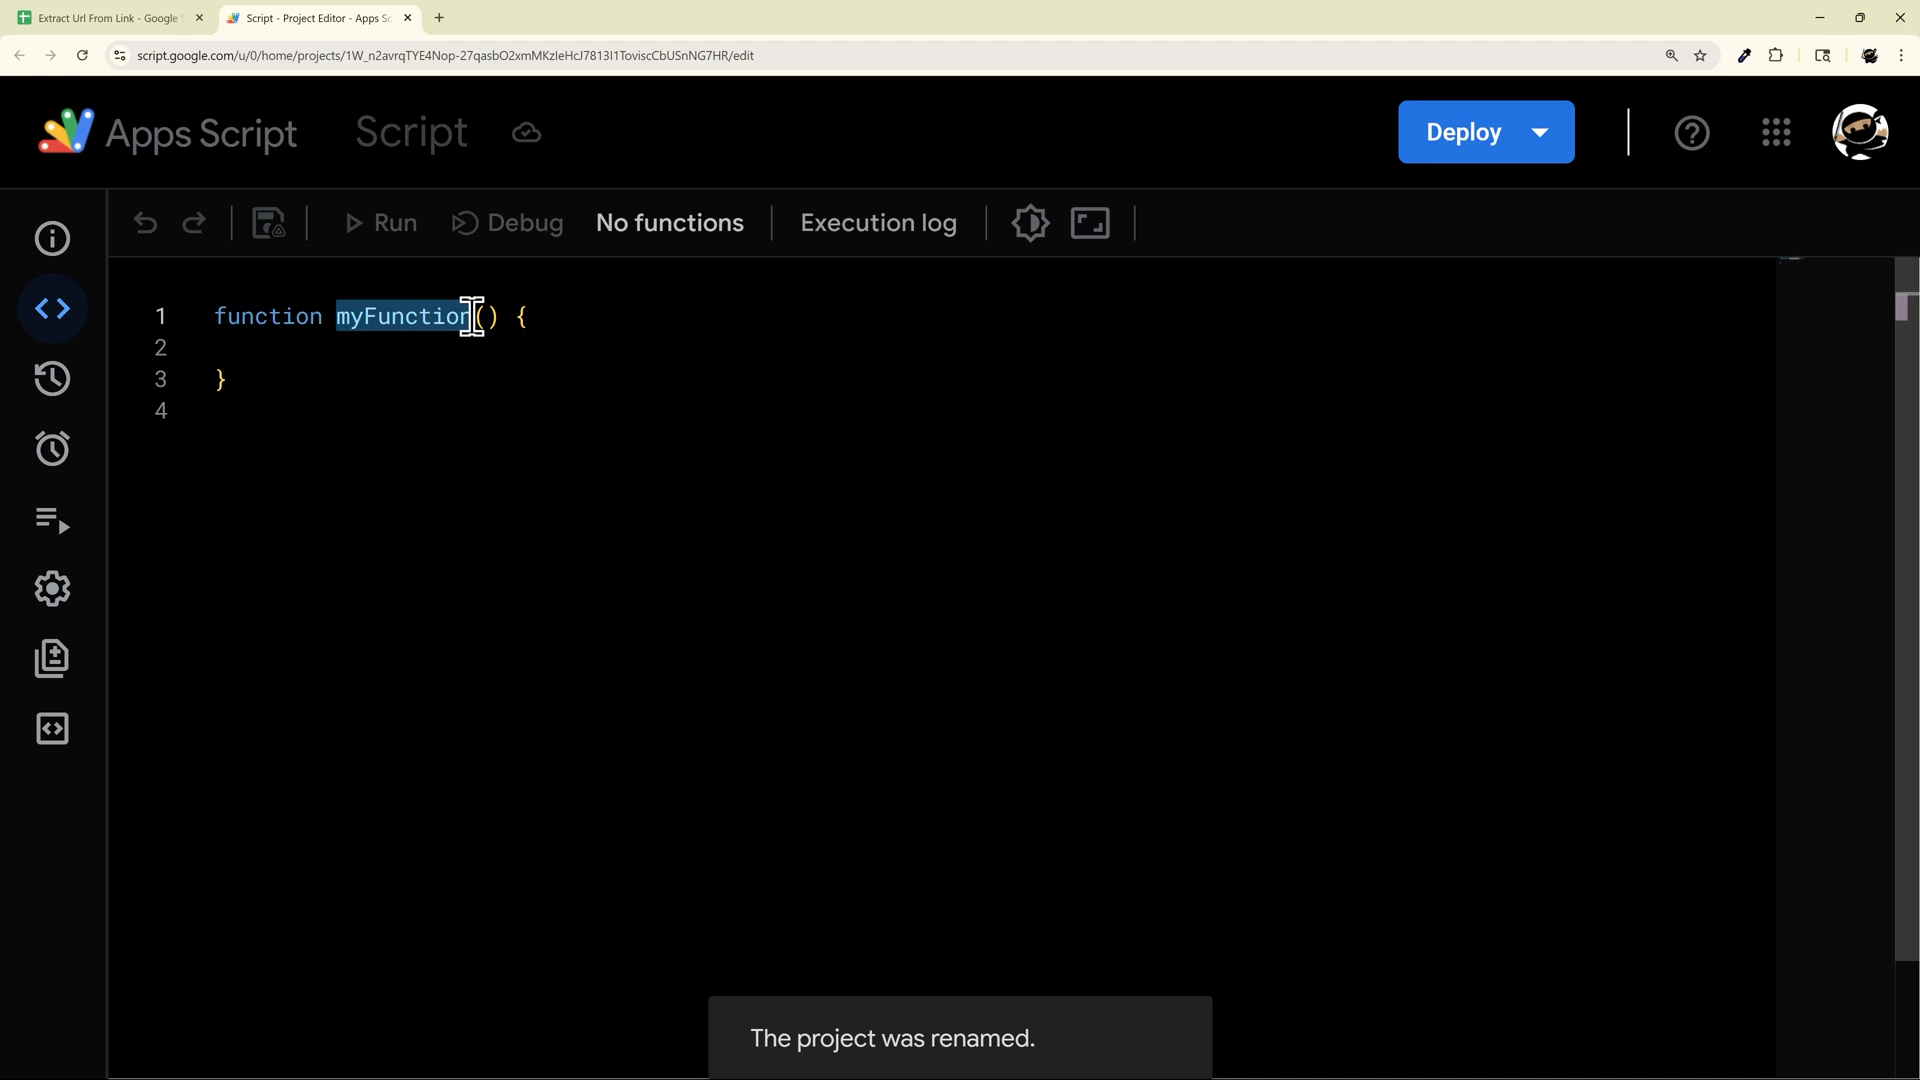 Extract Url From Link - Google S
Script - Project Editor - Apps Sc
script.google.com/u/0/home/projects/1W_n2avrqTYE4Nop-27qasbO2xmMKzIeHcJ7813I1ToviscCbUSnNG7HR/edit
Apps Script
Script
Deploy
Run
Debug
No functions
Execution log
1 function myFunction() {
2
3 }
4
The project was renamed.